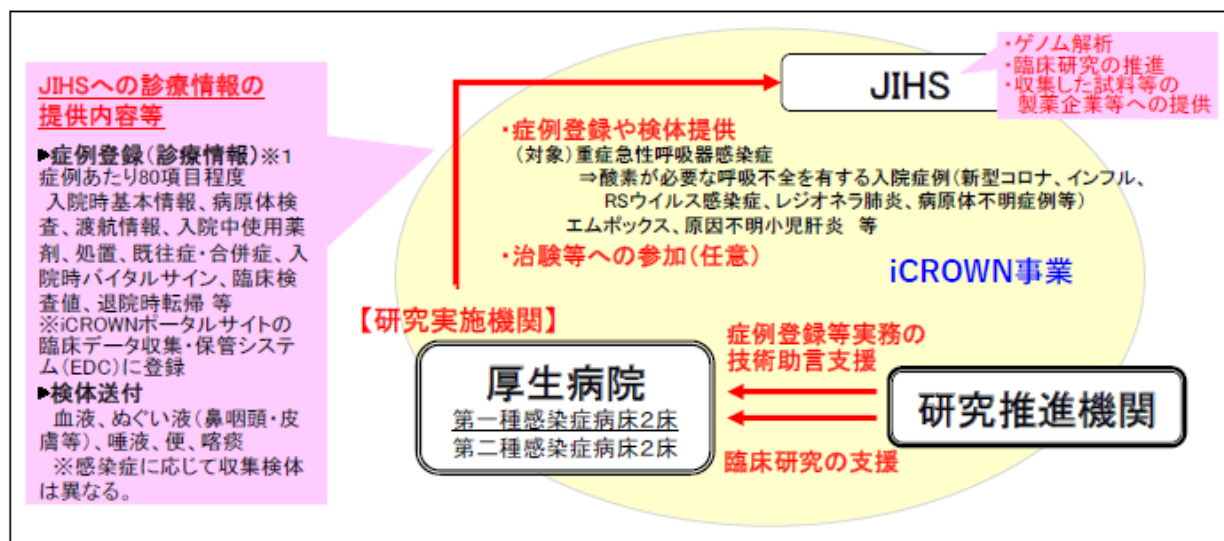 JIHSへの診療情報の
提供内容等
▶症例登録(診療情報)※1
症例あたり80項目程度
入院時基本情報、病原体検
査、渡航情報、入院中使用薬
剤、処置、既往症・合併症、入
院時バイタルサイン、臨床検
査値、退院時転帰 等
※iCROWNポータルサイトの
臨床データ収集・保管システ
ム(EDC)に登録
▶検体送付
血液、ぬぐい液(鼻咽頭・皮
膚等)、唾液、便、喀痰
※感染症に応じて収集検体
は異なる。
JIHS
・ゲノム解析
・臨床研究の推進
・収集した試料等の
製薬企業等への提供
・症例登録や検体提供
(対象)重症急性呼吸器感染症
⇒酸素が必要な呼吸不全を有する入院症例(新型コロナ、インフル、
RSウイルス感染症、レジオネラ肺炎、病原体不明症例等)
エムポックス、原因不明小児肝炎 等
・治験等への参加(任意)
iCROWN事業
【研究実施機関】
厚生病院
第一種感染症病床2床
第二種感染症病床2床
症例登録等実務の
技術助言支援
臨床研究の支援
研究推進機関